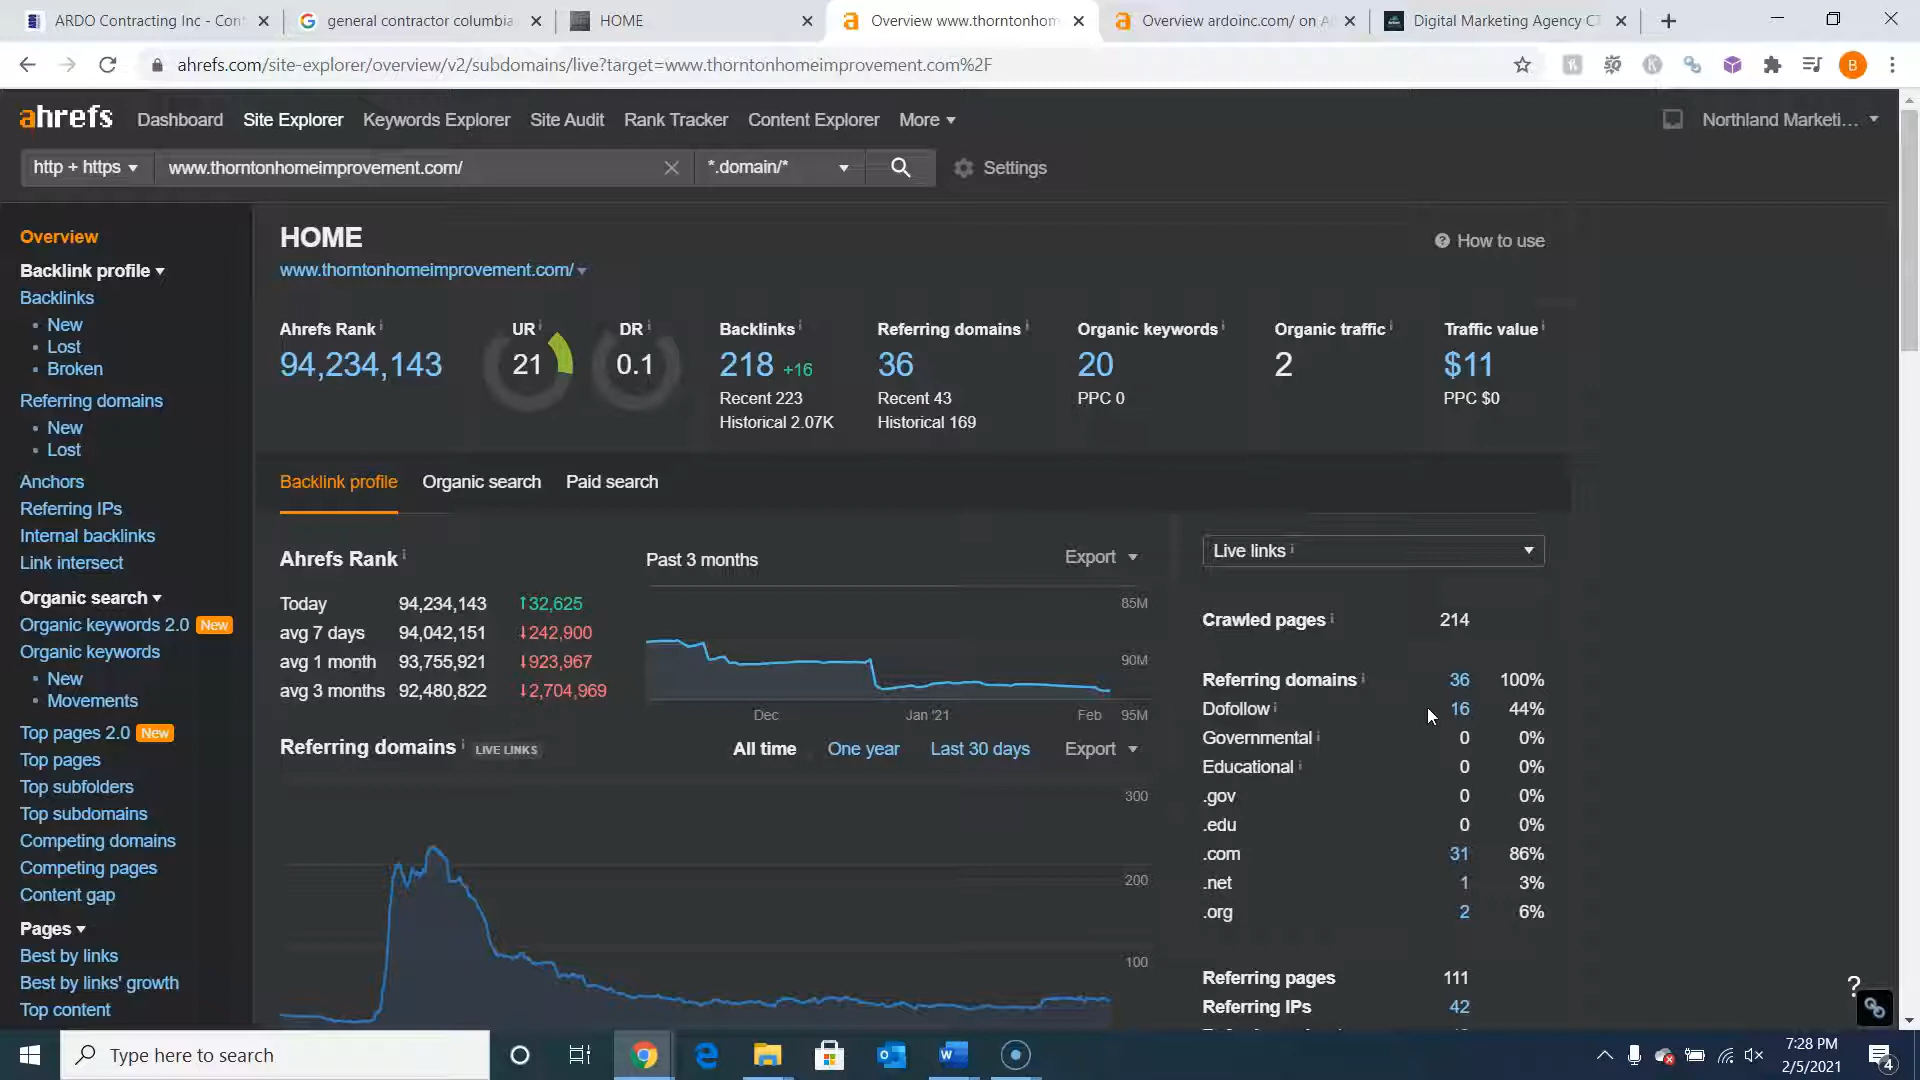 ARDO Contracting Inc - Con
general contractor columbia
HOME
Overview www.thorntonhom
Overview ardoinc.com/ on A
Digital Marketing Agency CT
ahrefs.com/site-explorer/overview/v2/subdomains/live?target=www.thorntonhomeimprovement.com%2F
B
ahrefs Dashboard Site Explorer Keywords Explorer Site Audit Rank Tracker Content Explorer More Northland Marketi...
http + https www.thorntonhomeimprovement.com/ *.domain/* Settings
Overview
Backlink profile
Backlinks
New
Lost
Broken
Referring domains
New
Lost
Anchors
Referring IPs
Internal backlinks
Link intersect
Organic search
Organic keywords 2.0 New
Organic keywords
New
Movements
Top pages 2.0 New
Top pages
Top subfolders
Top subdomains
Competing domains
Competing pages
Content gap
Pages
Best by links
Best by links' growth
Top content
HOME
How to use
www.thorntonhomeimprovement.com/
Ahrefs Rank UR DR Backlinks Referring domains Organic keywords Organic traffic Traffic value
94,234,143 21 0.1 218 +16 36 20 2 $11
Recent 223 Recent 43 PPC 0 PPC $0
Historical 2.07K Historical 169
Backlink profile Organic search Paid search
Ahrefs Rank Past 3 months Export
Today 94,234,143 ↑32,625
avg 7 days 94,042,151 ↓242,900
avg 1 month 93,755,921 ↓923,967
avg 3 months 92,480,822 ↓2,704,969
85M
90M
95M
Dec Jan '21 Feb
Referring domains LIVE LINKS All time One year Last 30 days Export
300
200
100
Live links
Crawled pages 214
Referring domains 36 100%
Dofollow 16 44%
Governmental 0 0%
Educational 0 0%
.gov 0 0%
.edu 0 0%
.com 31 86%
.net 1 3%
.org 2 6%
Referring pages 111
Referring IPs 42
?
Type here to search
7:28 PM
2/5/2021
4